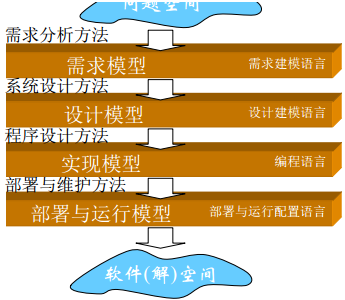 问题空间
需求分析方法
需求模型 需求建模语言
系统设计方法
设计模型 设计建模语言
程序设计方法
实现模型 编程语言
部署与维护方法
部署与运行模型 部署与运行配置语言
软件(解)空间